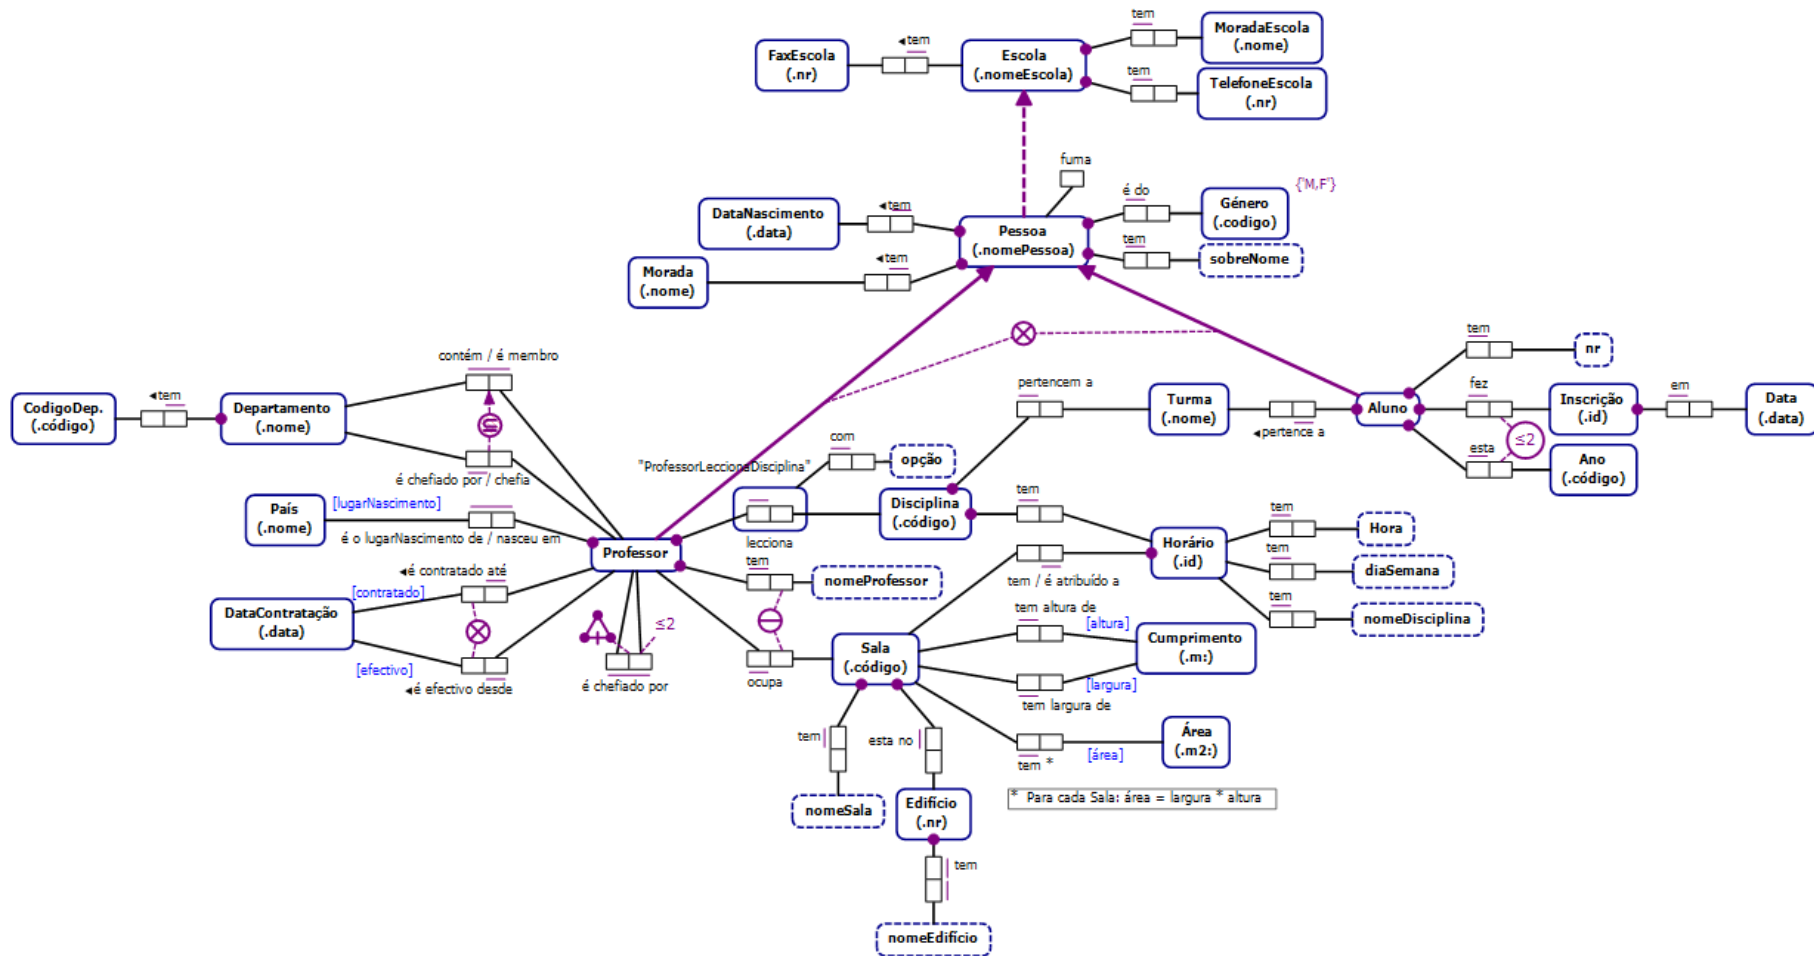 tem
MoradaEscola
(.nome)
FaxEscola
(.nr)
◄tem
Escola
(.nomeEscola)
tem
TelefoneEscola
(.nr)
fuma
{'M,F'}
DataNascimento
(.data)
◄tem
Pessoa
(.nomePessoa)
é do
Género
(.codigo)
tem
sobreNome
Morada
(.nome)
◄tem
contém / é membro
CodigoDep.
(.código)
◄tem
Departamento
(.nome)
é chefiado por / chefia
pertencem a
Turma
(.nome)
◄pertence a
Aluno
tem
nr
fez
Inscrição
(.id)
em
Data
(.data)
≤2
esta
Ano
(.código)
"ProfessorLeccionaDisciplina"
com
opção
País
(.nome)
[lugarNascimento]
é o lugarNascimento de / nasceu em
Professor
lecciona
Disciplina
(.código)
tem
Horário
(.id)
tem
Hora
tem
diaSemana
tem
nomeDisciplina
tem / é atribuído a
tem
nomeProfessor
◄é contratado até
[contratado]
DataContratação
(.data)
[efectivo]
◄é efectivo desde
≤2
é chefiado por
ocupa
Sala
(.código)
tem altura de
[altura]
Cumprimento
(.m:)
[largura]
tem largura de
tem *
[área]
Área
(.m2:)
tem
esta no
nomeSala
Edifício
(.nr)
* Para cada Sala: área = largura * altura
tem
nomeEdifício